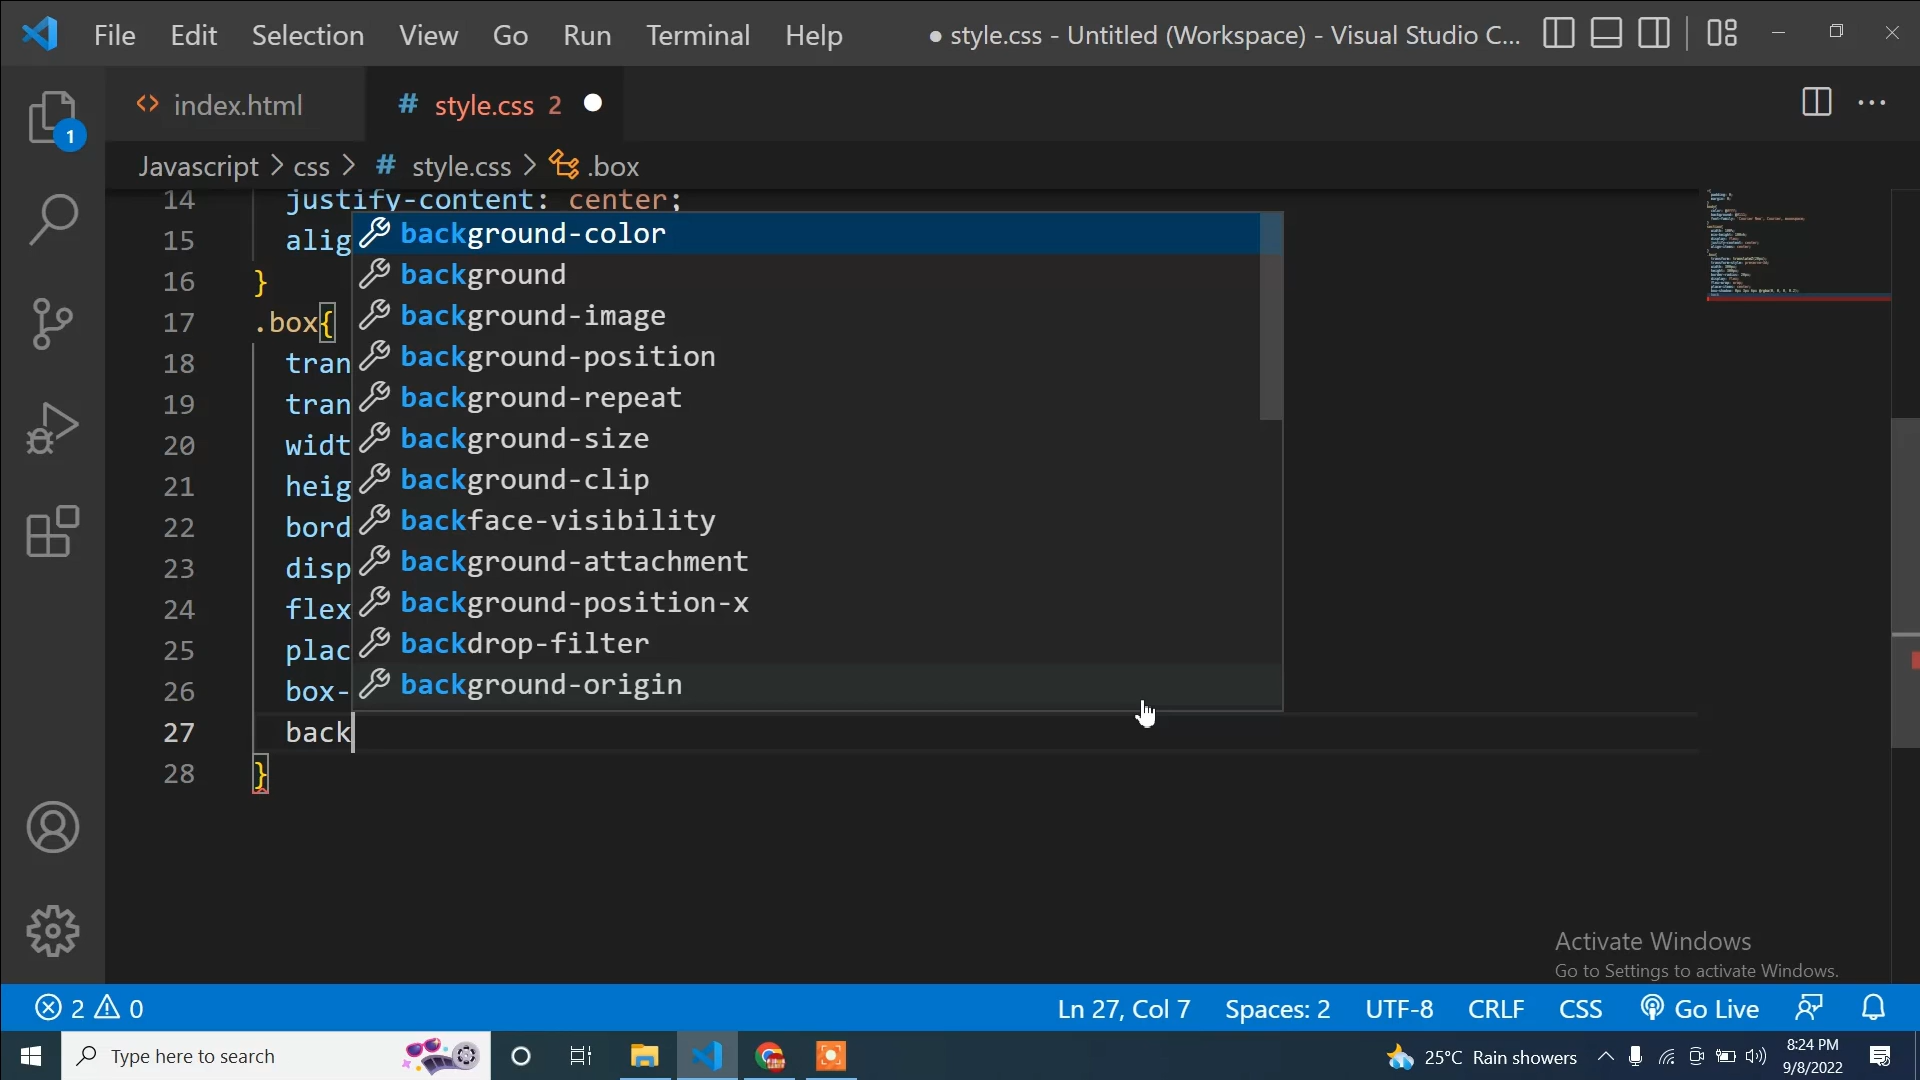 File Edit Selection View Go Run Terminal Help ● style.css - Untitled (Workspace) - Visual Studio C...
index.html # style.css 2
1
Javascript > css > # style.css > .box
14 justify-content: center;
15 alig
16 }
17 .box{
18 tran
19 tran
20 widt
21 heig
22 bord
23 disp
24 flex
25 plac
26 box-
27 back
28 }
background-color
background
background-image
background-position
background-repeat
background-size
background-clip
backface-visibility
background-attachment
background-position-x
backdrop-filter
background-origin
Activate Windows
Go to Settings to activate Windows.
2 0 Ln 27, Col 7 Spaces: 2 UTF-8 CRLF CSS Go Live
Type here to search 25°C Rain showers 8:24 PM
9/8/2022